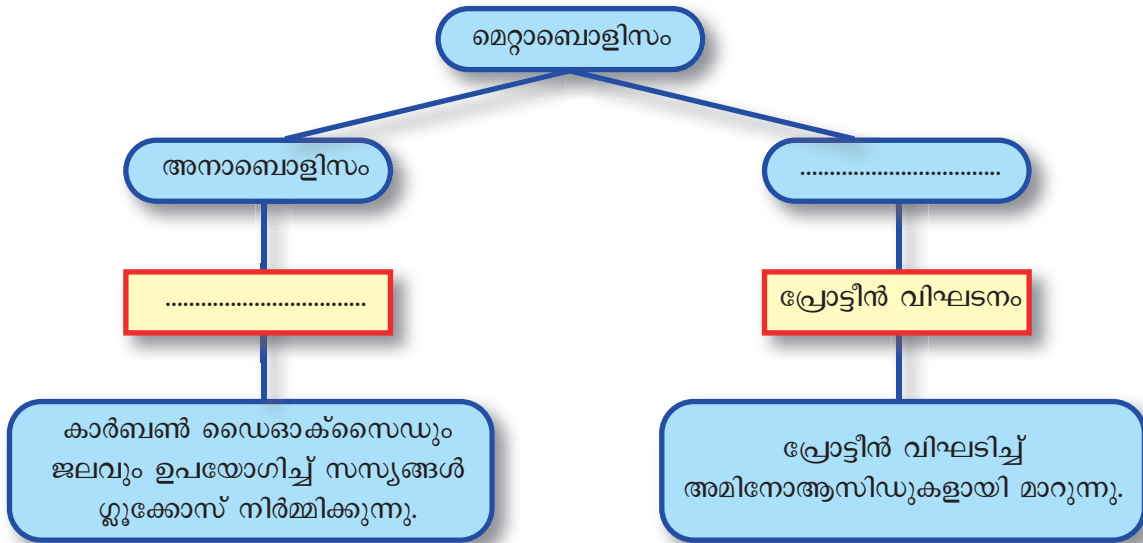 മെറ്റാബൊളിസം
അനാബൊളിസം
..................................
..................................
പ്രോട്ടീൻ വിഘടനം
കാർബൺ ഡൈഓക്സൈഡും
ജലവും ഉപയോഗിച്ച് സസ്യങ്ങൾ
ഗ്ലൂക്കോസ് നിർമ്മിക്കുന്നു.
പ്രോട്ടീൻ വിഘടിച്ച്
അമിനോആസിഡുകളായി മാറുന്നു.